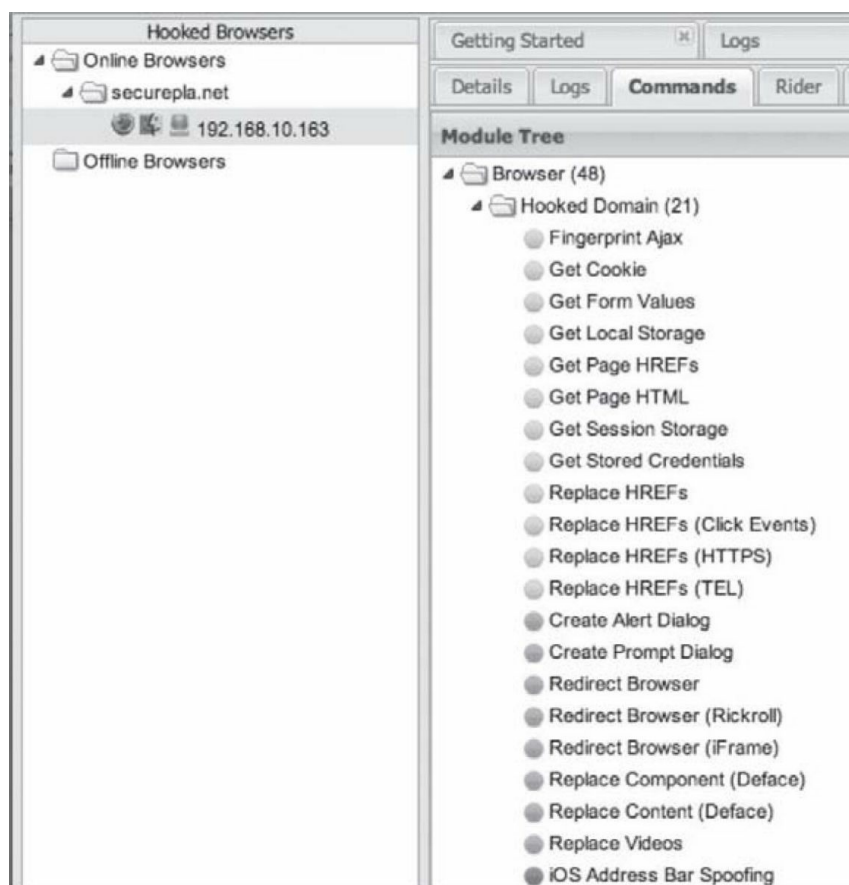 Hooked Browsers
Online Browsers
securepla.net
192.168.10.163
Offline Browsers
Getting Started
Logs
Details
Logs
Commands
Rider
Module Tree
Browser (48)
Hooked Domain (21)
Fingerprint Ajax
Get Cookie
Get Form Values
Get Local Storage
Get Page HREFs
Get Page HTML
Get Session Storage
Get Stored Credentials
Replace HREFs
Replace HREFs (Click Events)
Replace HREFs (HTTPS)
Replace HREFs (TEL)
Create Alert Dialog
Create Prompt Dialog
Redirect Browser
Redirect Browser (Rickroll)
Redirect Browser (iFrame)
Replace Component (Deface)
Replace Content (Deface)
Replace Videos
iOS Address Bar Spoofing